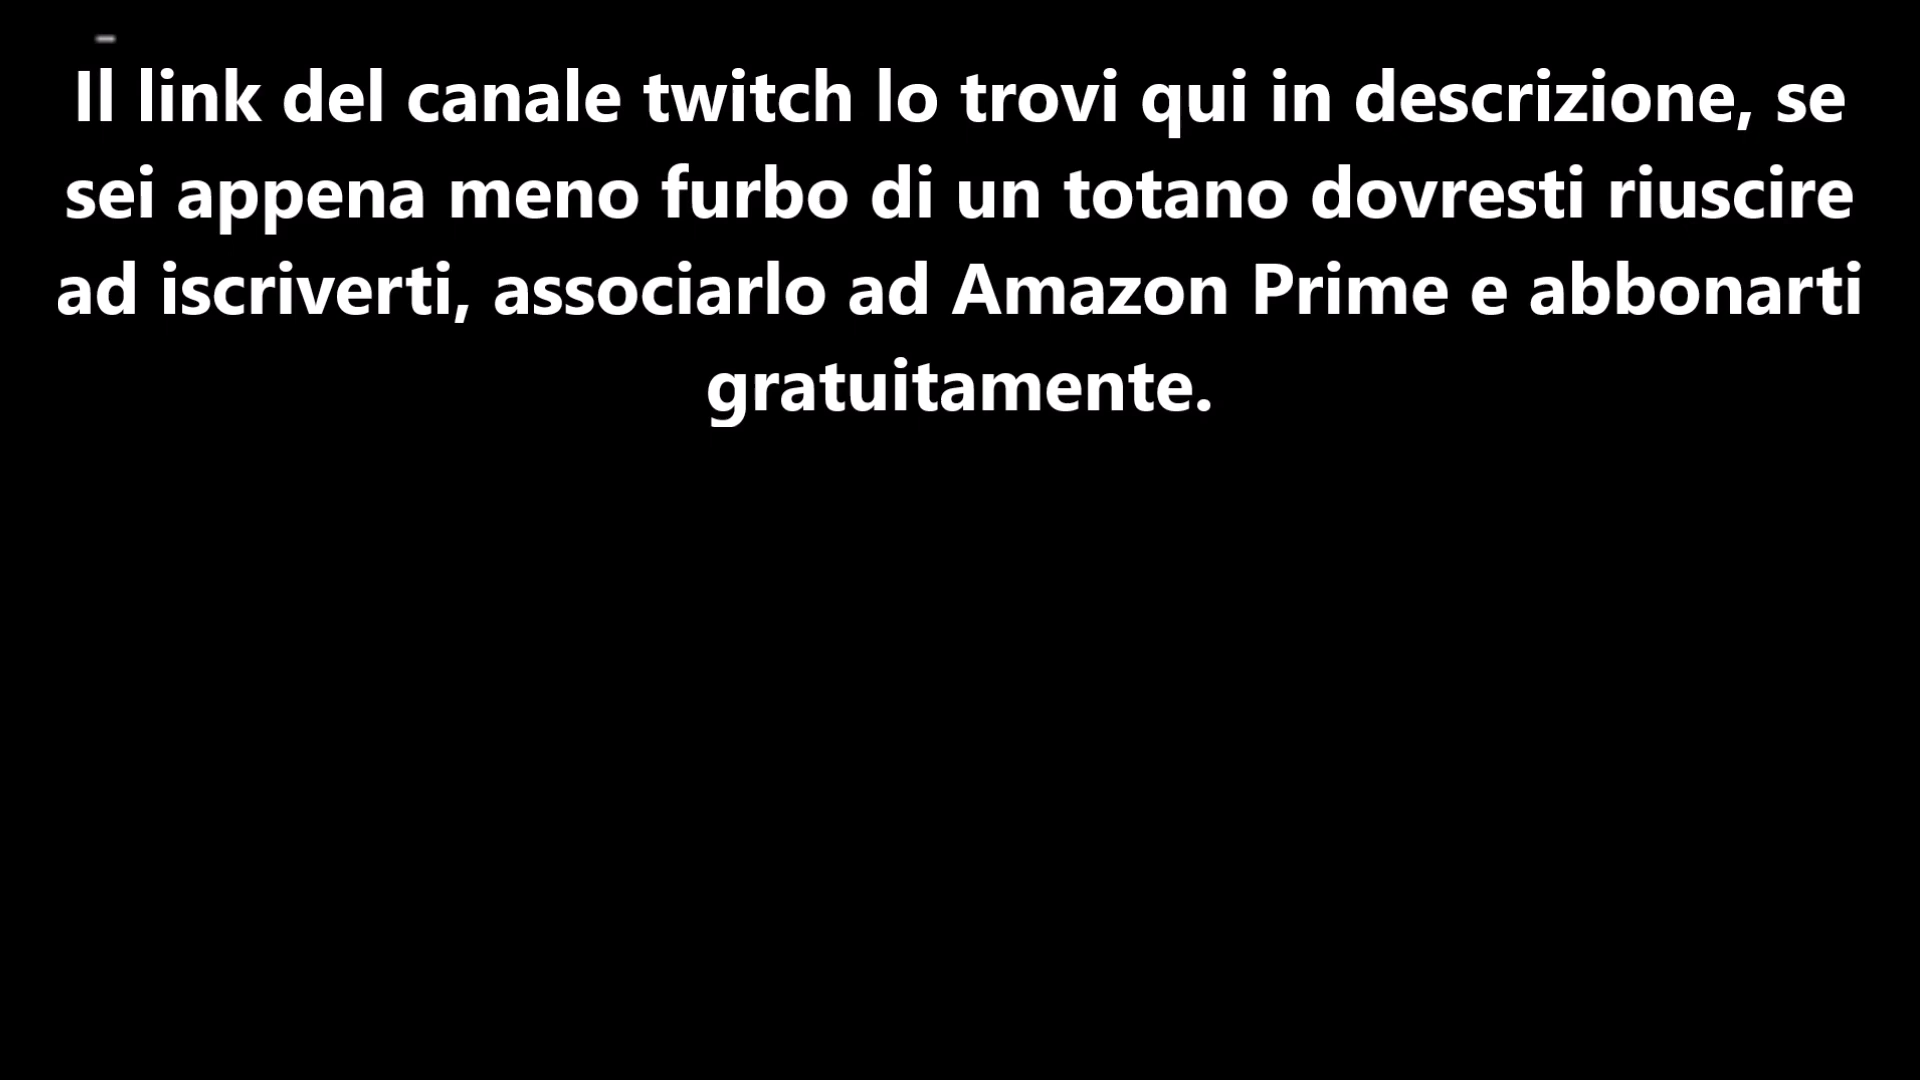 Il link del canale twitch lo trovi qui in descrizione, se
sei appena meno furbo di un totano dovresti riuscire
ad iscriverti, associarlo ad Amazon Prime e abbonarti
gratuitamente.